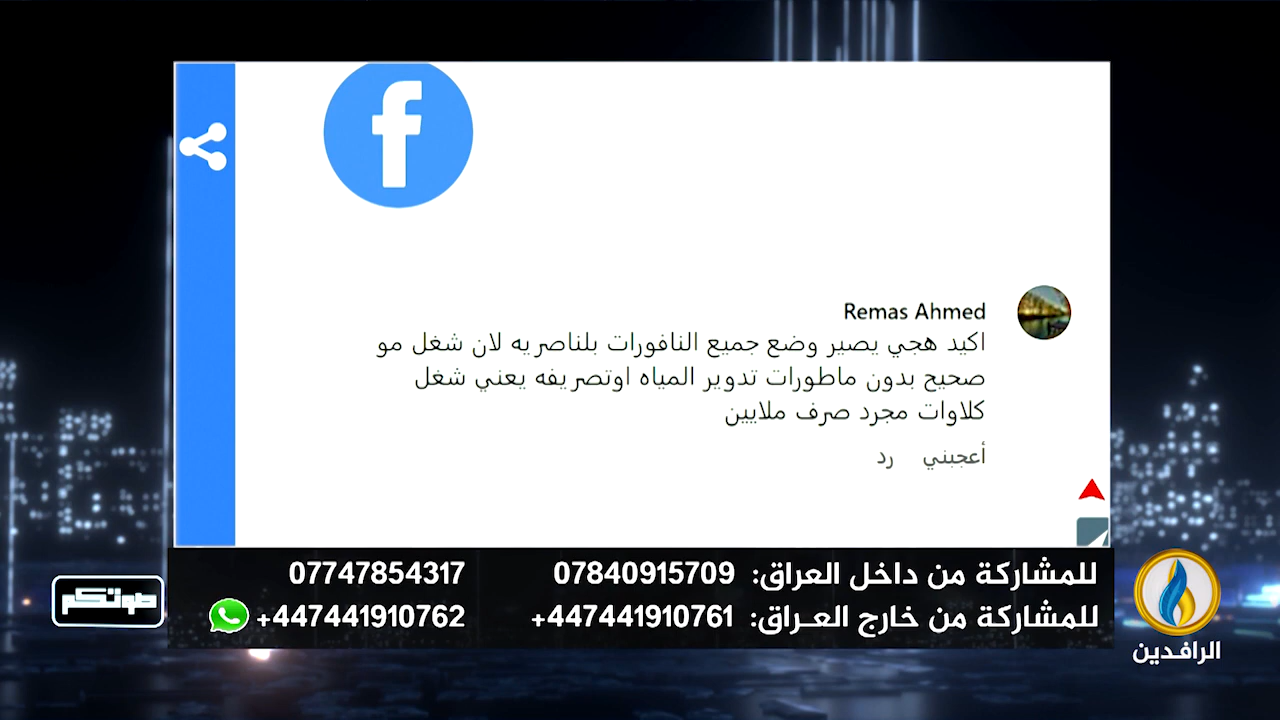 Remas Ahmed
اكيد هجي يصير وضع جميع النافورات بلناصريه لان شغل مو
صحيح بدون ماطورات تدوير المياه اوتصريفه يعني شغل
كلاوات مجرد صرف ملايين
أعجبني رد
للمشاركة من داخل العراق: 07840915709 07747854317
للمشاركة من خارج العـراق: 447441910761+ 447441910762+
صوتكم
الرافدين